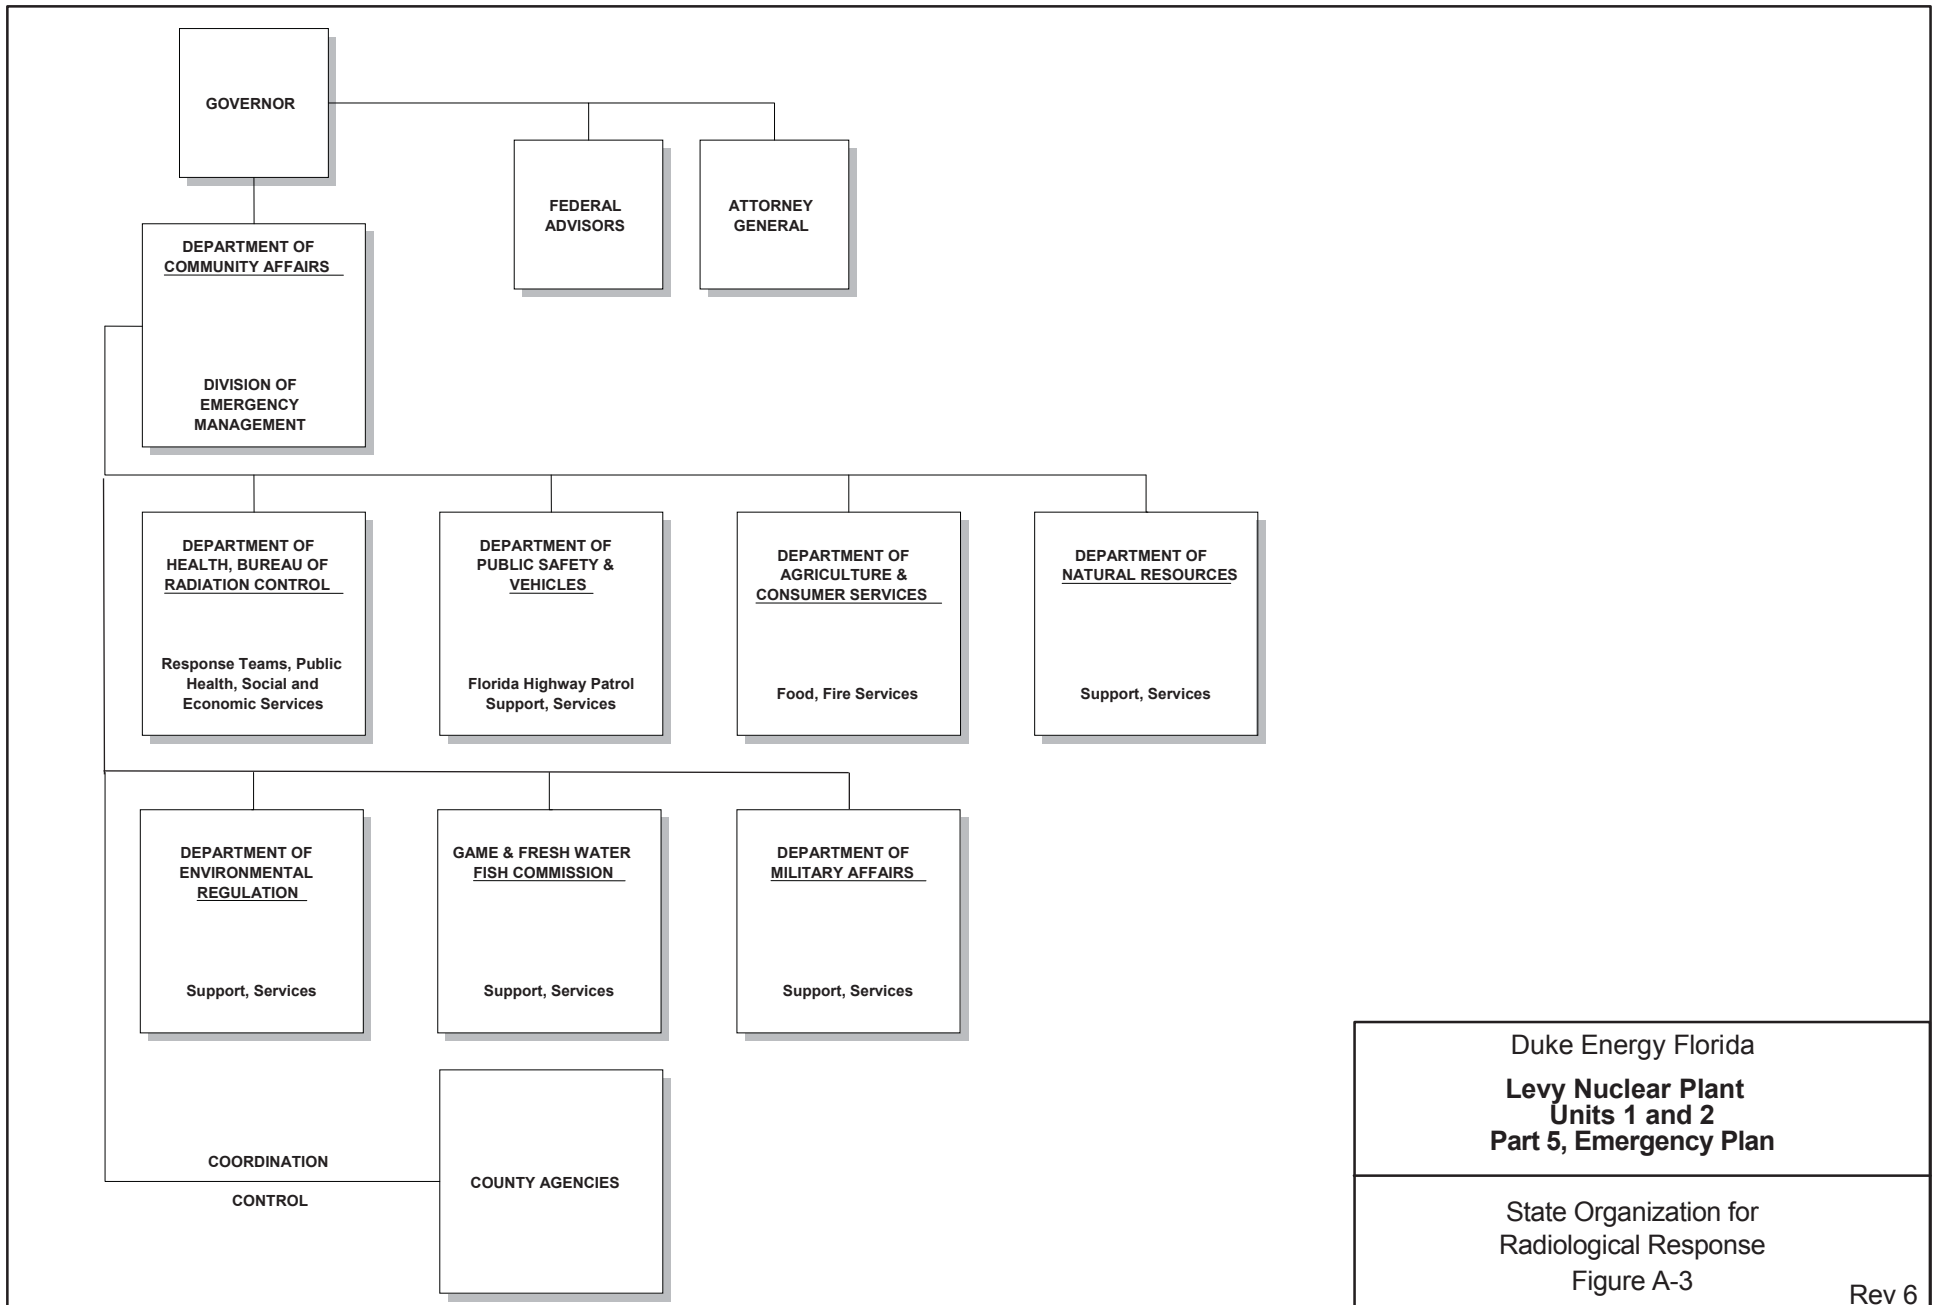 GOVERNOR
FEDERAL
ADVISORS
ATTORNEY
GENERAL
DEPARTMENT OF
COMMUNITY AFFAIRS
DIVISION OF
EMERGENCY
MANAGEMENT
DEPARTMENT OF
HEALTH, BUREAU OF
RADIATION CONTROL
Response Teams, Public
Health, Social and
Economic Services
DEPARTMENT OF
PUBLIC SAFETY &
VEHICLES
Florida Highway Patrol
Support, Services
DEPARTMENT OF
AGRICULTURE &
CONSUMER SERVICES
Food, Fire Services
DEPARTMENT OF
NATURAL RESOURCES
Support, Services
DEPARTMENT OF
ENVIRONMENTAL
REGULATION
Support, Services
GAME & FRESH WATER
FISH COMMISSION
Support, Services
DEPARTMENT OF
MILITARY AFFAIRS
Support, Services
COORDINATION
CONTROL
COUNTY AGENCIES
Duke Energy Florida
Levy Nuclear Plant
Units 1 and 2
Part 5, Emergency Plan
State Organization for
Radiological Response
Figure A-3
Rev 6